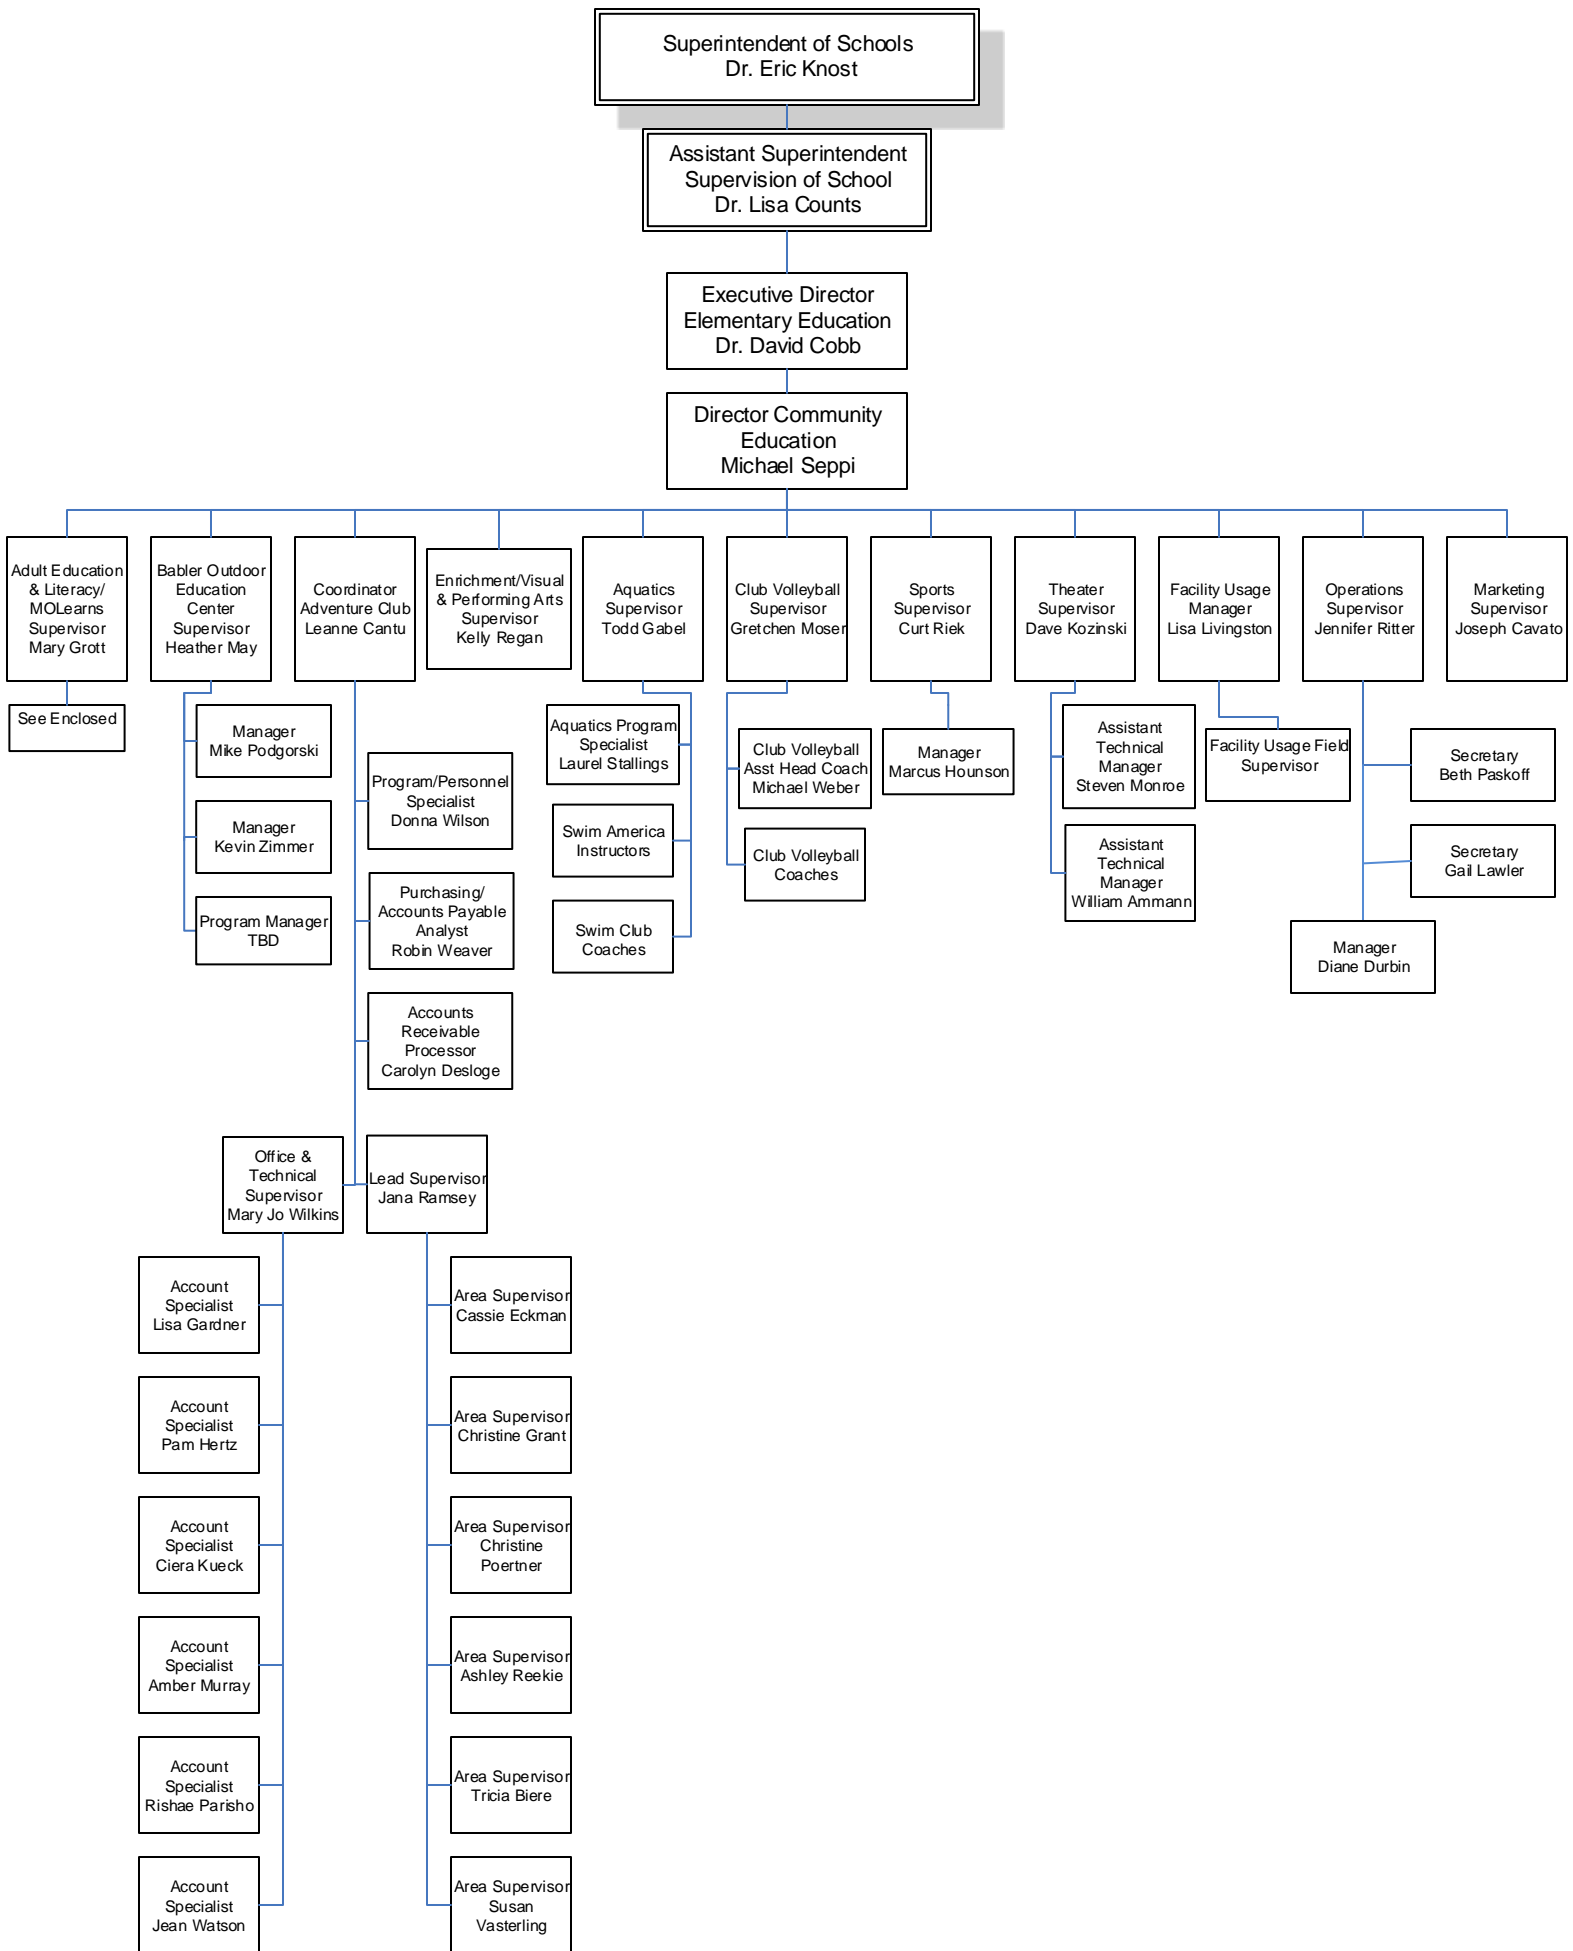 Superintendent of Schools
Dr. Eric Knost
Assistant Superintendent
Supervision of School
Dr. Lisa Counts
Executive Director
Elementary Education
Dr. David Cobb
Director Community
Education
Michael Seppi
Adult Education
& Literacy/
MOLearns
Supervisor
Mary Grott
Babler Outdoor
Education
Center
Supervisor
Heather May
Coordinator
Adventure Club
Leanne Cantu
Enrichment/Visual
& Performing Arts
Supervisor
Kelly Regan
Aquatics
Supervisor
Todd Gabel
Club Volleyball
Supervisor
Gretchen Moser
Sports
Supervisor
Curt Riek
Theater
Supervisor
Dave Kozinski
Facility Usage
Manager
Lisa Livingston
Operations
Supervisor
Jennifer Ritter
Marketing
Supervisor
Joseph Cavato
See Enclosed
Manager
Mike Podgorski
Manager
Kevin Zimmer
Program Manager
TBD
Program/Personnel
Specialist
Donna Wilson
Purchasing/
Accounts Payable
Analyst
Robin Weaver
Accounts
Receivable
Processor
Carolyn Desloge
Aquatics Program
Specialist
Laurel Stallings
Swim America
Instructors
Swim Club
Coaches
Club Volleyball
Asst Head Coach
Michael Weber
Club Volleyball
Coaches
Manager
Marcus Hounson
Assistant
Technical
Manager
Steven Monroe
Assistant
Technical
Manager
William Ammann
Facility Usage Field
Supervisor
Secretary
Beth Paskoff
Secretary
Gail Lawler
Manager
Diane Durbin
Office &
Technical
Supervisor
Mary Jo Wilkins
Lead Supervisor
Jana Ramsey
Account
Specialist
Lisa Gardner
Account
Specialist
Pam Hertz
Account
Specialist
Ciera Kueck
Account
Specialist
Amber Murray
Account
Specialist
Rishae Parisho
Account
Specialist
Jean Watson
Area Supervisor
Cassie Eckman
Area Supervisor
Christine Grant
Area Supervisor
Christine
Poertner
Area Supervisor
Ashley Reekie
Area Supervisor
Tricia Biere
Area Supervisor
Susan
Vasterling